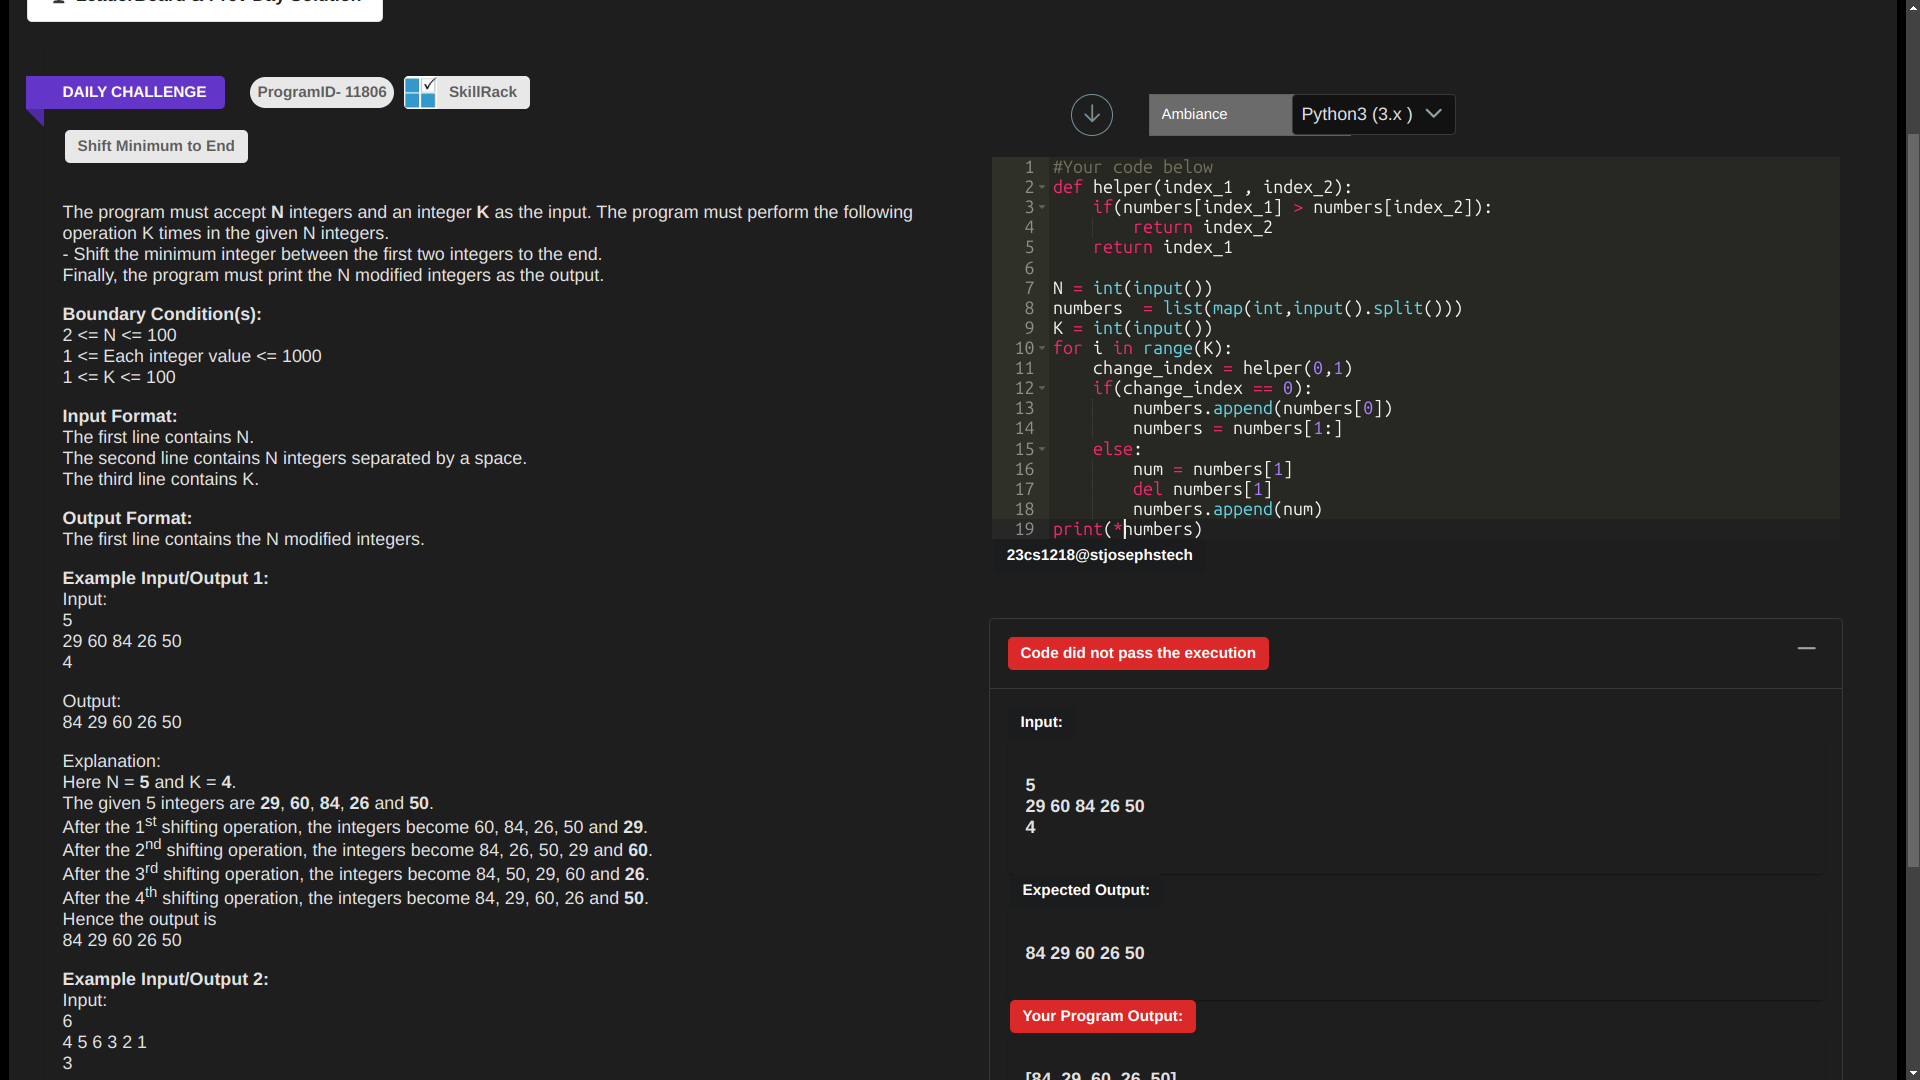 LeaderBoard & Prev Day Solution
DAILY CHALLENGE
ProgramID- 11806
SkillRack
Shift Minimum to End
The program must accept N integers and an integer K as the input. The program must perform the following
operation K times in the given N integers.
- Shift the minimum integer between the first two integers to the end.
Finally, the program must print the N modified integers as the output.
Boundary Condition(s):
2 <= N <= 100
1 <= Each integer value <= 1000
1 <= K <= 100
Input Format:
The first line contains N.
The second line contains N integers separated by a space.
The third line contains K.
Output Format:
The first line contains the N modified integers.
Example Input/Output 1:
Input:
5
29 60 84 26 50
4
Output:
84 29 60 26 50
Explanation:
Here N = 5 and K = 4.
The given 5 integers are 29, 60, 84, 26 and 50.
After the 1st shifting operation, the integers become 60, 84, 26, 50 and 29.
After the 2nd shifting operation, the integers become 84, 26, 50, 29 and 60.
After the 3rd shifting operation, the integers become 84, 50, 29, 60 and 26.
After the 4th shifting operation, the integers become 84, 29, 60, 26 and 50.
Hence the output is
84 29 60 26 50
Example Input/Output 2:
Input:
6
4 5 6 3 2 1
3
Ambiance
Python3 (3.x )
1 #Your code below
2 def helper(index_1 , index_2):
3     if(numbers[index_1] > numbers[index_2]):
4         return index_2
5     return index_1
6
7 N = int(input())
8 numbers  = list(map(int,input().split()))
9 K = int(input())
10 for i in range(K):
11     change_index = helper(0,1)
12     if(change_index == 0):
13         numbers.append(numbers[0])
14         numbers = numbers[1:]
15     else:
16         num = numbers[1]
17         del numbers[1]
18         numbers.append(num)
19 print(*numbers)
23cs1218@stjosephstech
Code did not pass the execution
Input:
5
29 60 84 26 50
4
Expected Output:
84 29 60 26 50
Your Program Output:
[84, 29, 60, 26, 50]